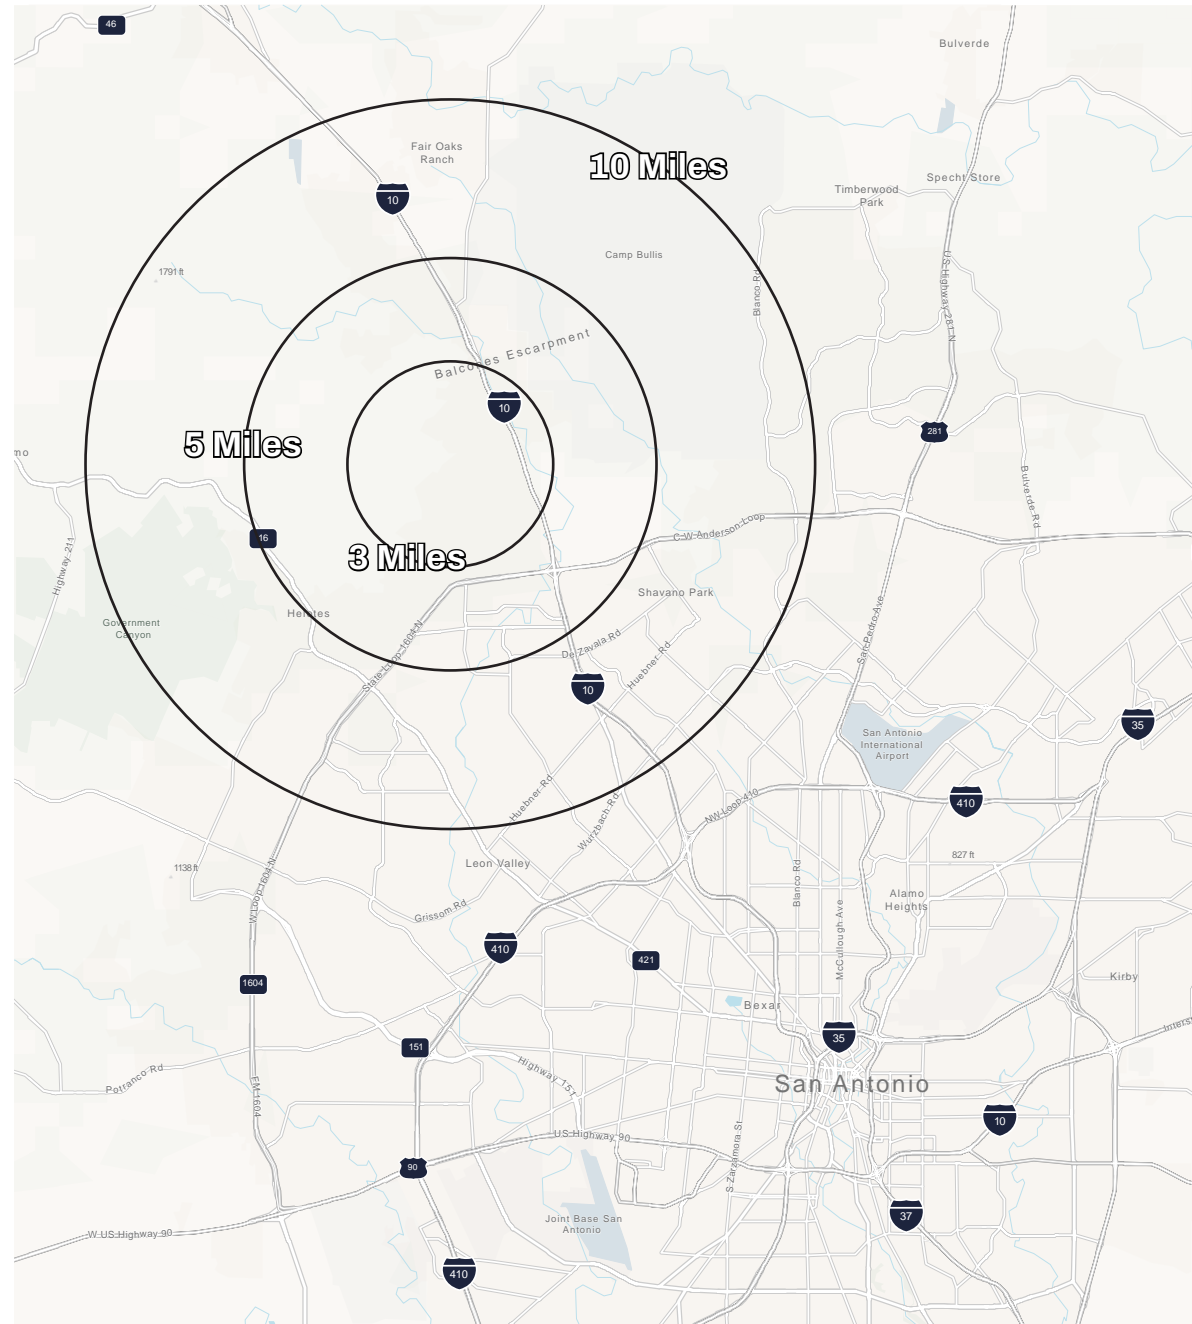 46
Bulverde
Fair Oaks
Ranch
10 Miles
Specht Store
Timberwood
Park
10
Camp Bullis
1791 ft
Blanco Rd
US Highway 281 N
Balcones Escarpment
10
281
5 Miles
mo
Bulverde Rd
16
C W Anderson Loop
3 Miles
Highway 211
Shavano Park
Helotes
Government
Canyon
State Loop 1604 N
De Zavala Rd
Huebner Rd
San Pedro Ave
10
35
San Antonio
International
Airport
410
NW Loop 410
Huebner Rd
Wurzbach Rd
827 ft
Leon Valley
1138 ft
W Loop 1604 N
Blanco Rd
Alamo
Heights
Grissom Rd
McCullough Ave
410
421
Kirby
1604
Bexar
35
Inters
151
Highway 151
San Antonio
Potranco Rd
FM 1604
10
US Highway 90
S Zarzamora St
90
Joint Base San
Antonio
37
W US Highway 90
410